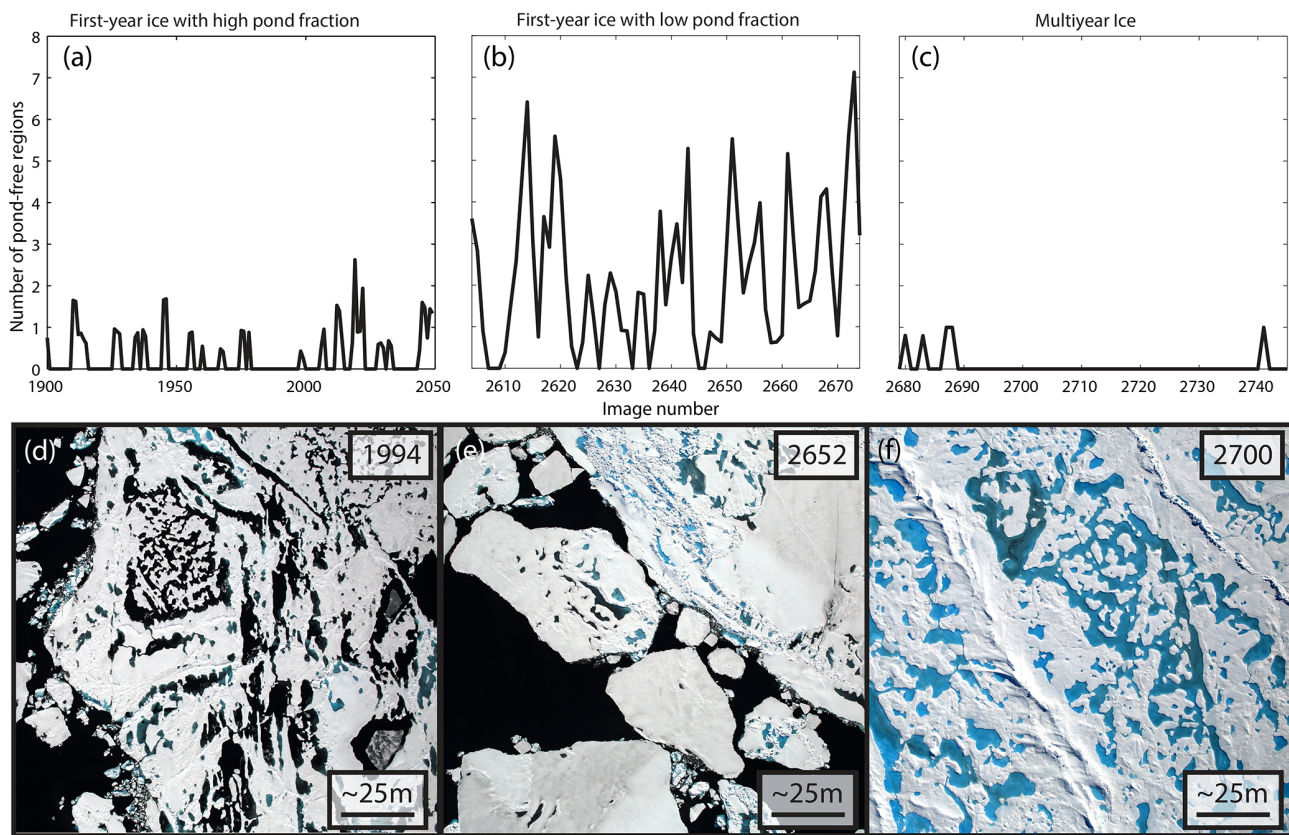 First-year ice with high pond fraction
First-year ice with low pond fraction
Multiyear Ice
(a)
(b)
(c)
Number of pond-free regions
8
7
6
5
4
3
2
1
0
1900 1950 2000 2050
2610 2620 2630 2640 2650 2660 2670
2680 2690 2700 2710 2720 2730 2740
Image number
(d) 1994
(e) 2652
(f) 2700
~25m
~25m
~25m